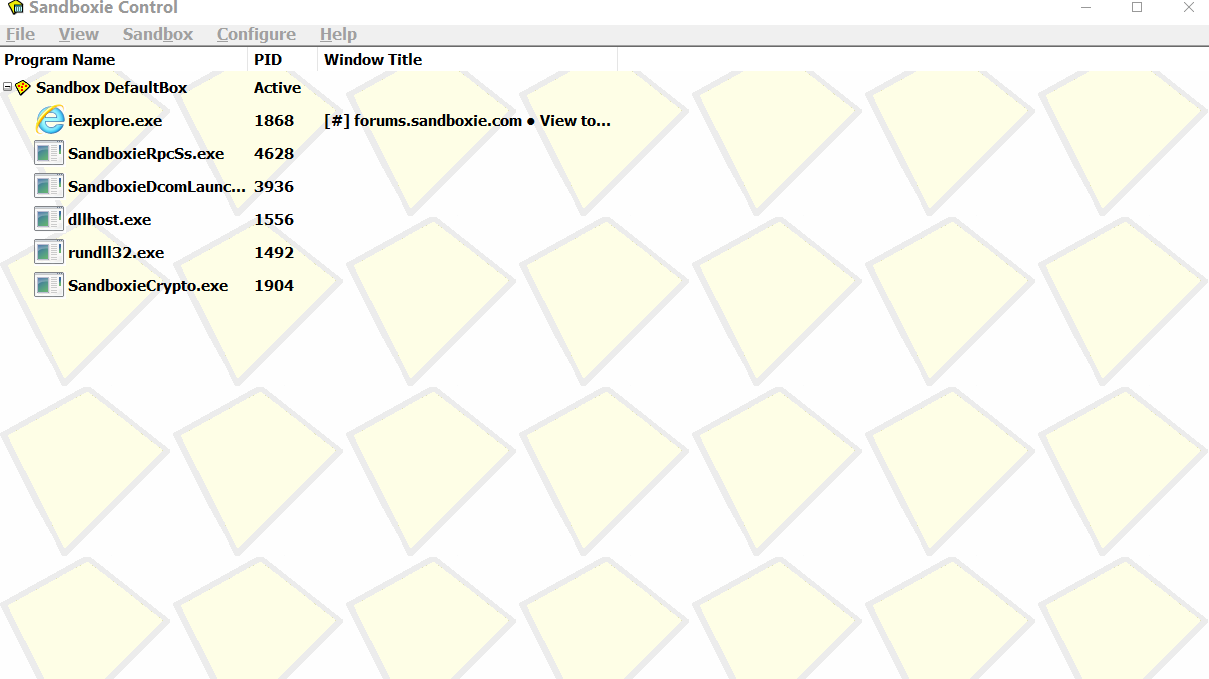 Sandboxie Control
File View Sandbox Configure Help
Program Name PID Window Title
Sandbox DefaultBox Active
iexplore.exe 1868 [#] forums.sandboxie.com ● View to...
SandboxieRpcSs.exe 4628
SandboxieDcomLaunc... 3936
dllhost.exe 1556
rundll32.exe 1492
SandboxieCrypto.exe 1904